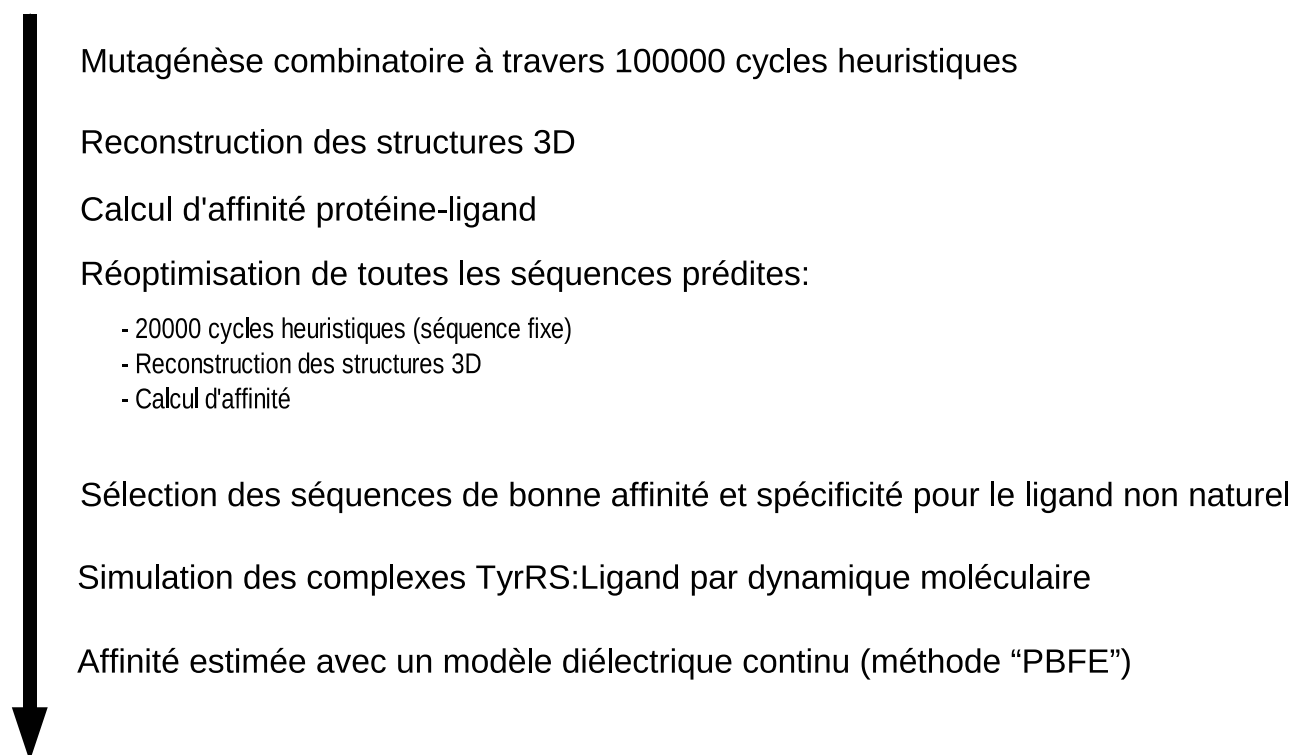 Mutagénèse combinatoire à travers 100000 cycles heuristiques
Reconstruction des structures 3D
Calcul d'affinité protéine-ligand
Réoptimisation de toutes les séquences prédites:
- 20000 cycles heuristiques (séquence fixe)
- Reconstruction des structures 3D
- Calcul d'affinité
Sélection des séquences de bonne affinité et spécificité pour le ligand non naturel
Simulation des complexes TyrRS:Ligand par dynamique moléculaire
Affinité estimée avec un modèle diélectrique continu (méthode “PBFE”)